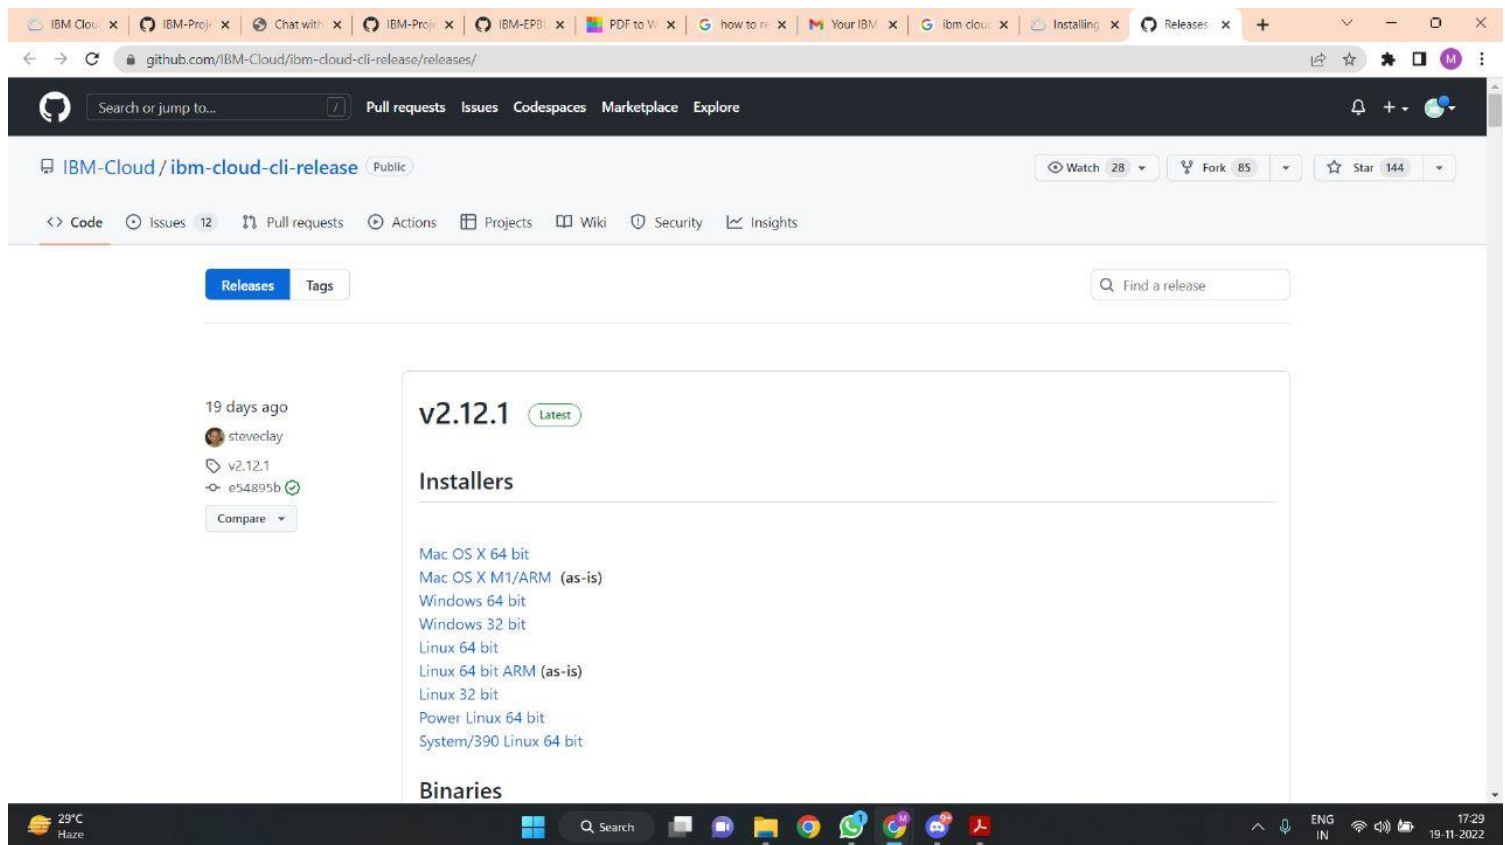 IBM Clou
IBM-Proj
Chat with
IBM-Proj
IBM-EPB
PDF to W
how to re
Your IBM
ibm clou
Installing
Releases
github.com/IBM-Cloud/ibm-cloud-cli-release/releases/
M
Search or jump to... /
Pull requests Issues Codespaces Marketplace Explore
IBM-Cloud / ibm-cloud-cli-release Public
Watch 28 Fork 85 Star 144
Code Issues 12 Pull requests Actions Projects Wiki Security Insights
Releases Tags
Find a release
19 days ago
steveclay
v2.12.1
e54895b
Compare
v2.12.1 Latest
Installers
Mac OS X 64 bit
Mac OS X M1/ARM (as-is)
Windows 64 bit
Windows 32 bit
Linux 64 bit
Linux 64 bit ARM (as-is)
Linux 32 bit
Power Linux 64 bit
System/390 Linux 64 bit
Binaries
29°C
Haze
Search
ENG
IN
17:29
19-11-2022